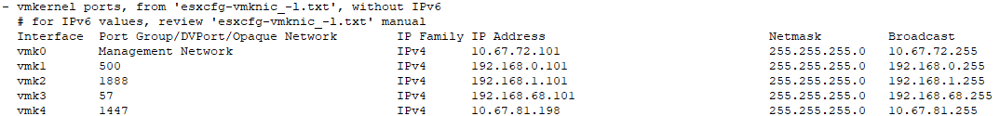 - vmkernel ports, from 'esxcfg-vmknic_-l.txt', without IPv6
# for IPv6 values, review 'esxcfg-vmknic_-l.txt' manual
Interface  Port Group/DVPort/Opaque Network        IP Family IP Address                              Netmask         Broadcast
vmk0       Management Network                      IPv4      10.67.72.101                            255.255.255.0   10.67.72.255
vmk1       500                                     IPv4      192.168.0.101                           255.255.255.0   192.168.0.255
vmk2       1888                                    IPv4      192.168.1.101                           255.255.255.0   192.168.1.255
vmk3       57                                      IPv4      192.168.68.101                          255.255.255.0   192.168.68.255
vmk4       1447                                    IPv4      10.67.81.198                            255.255.255.0   10.67.81.255